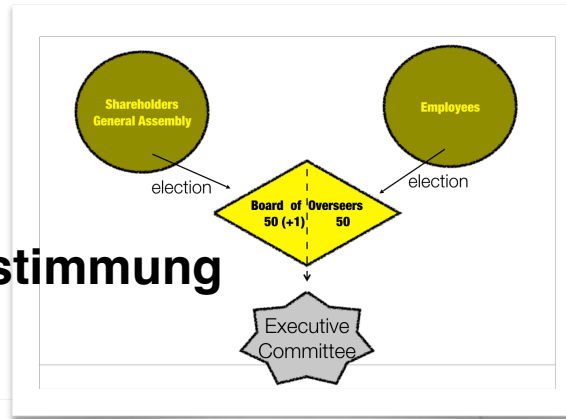 Shareholders
General Assembly
Employees
election
election
Board of Overseers
50 (+1) 50
stimmung
Executive
Committee